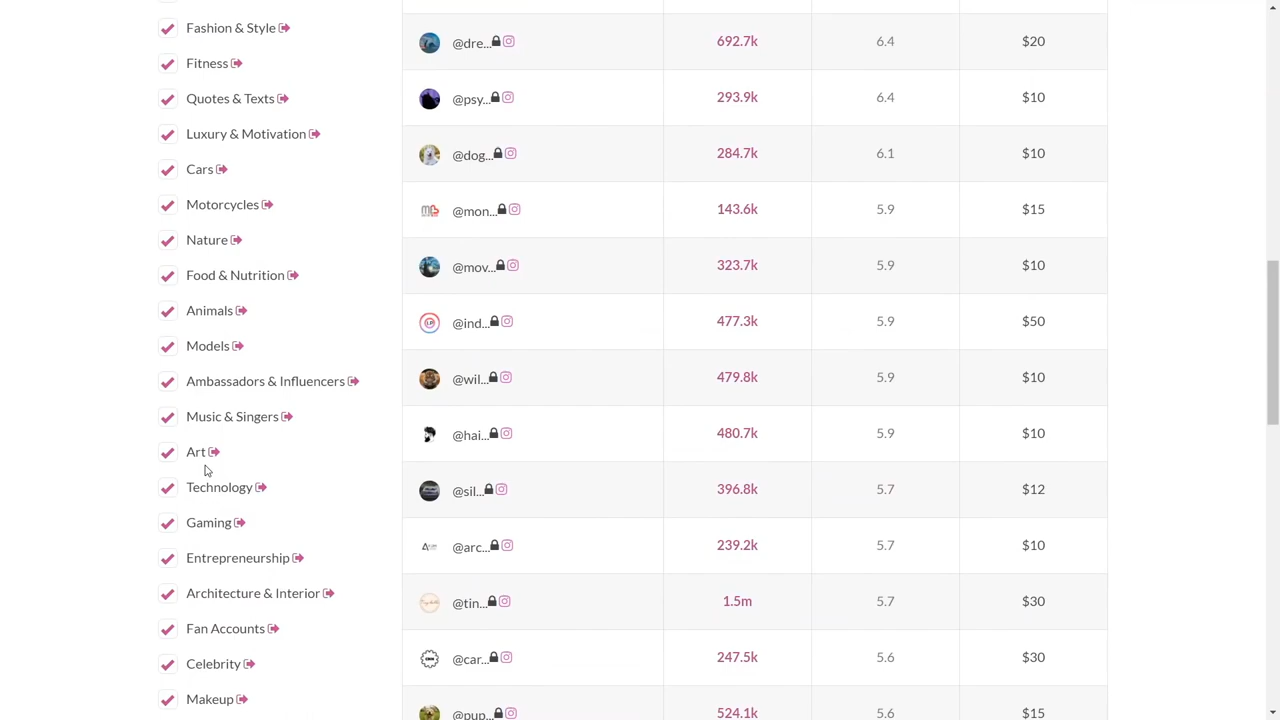 Fashion & Style
Fitness
Quotes & Texts
Luxury & Motivation
Cars
Motorcycles
Nature
Food & Nutrition
Animals
Models
Ambassadors & Influencers
Music & Singers
Art
Technology
Gaming
Entrepreneurship
Architecture & Interior
Fan Accounts
Celebrity
Makeup
@dre... 692.7k 6.4 $20
@psy... 293.9k 6.4 $10
@dog... 284.7k 6.1 $10
@mon... 143.6k 5.9 $15
@mov... 323.7k 5.9 $10
@ind... 477.3k 5.9 $50
@wil... 479.8k 5.9 $10
@hai... 480.7k 5.9 $10
@sil... 396.8k 5.7 $12
@arc... 239.2k 5.7 $10
@tin... 1.5m 5.7 $30
@car... 247.5k 5.6 $30
@pup... 524.1k 5.6 $15